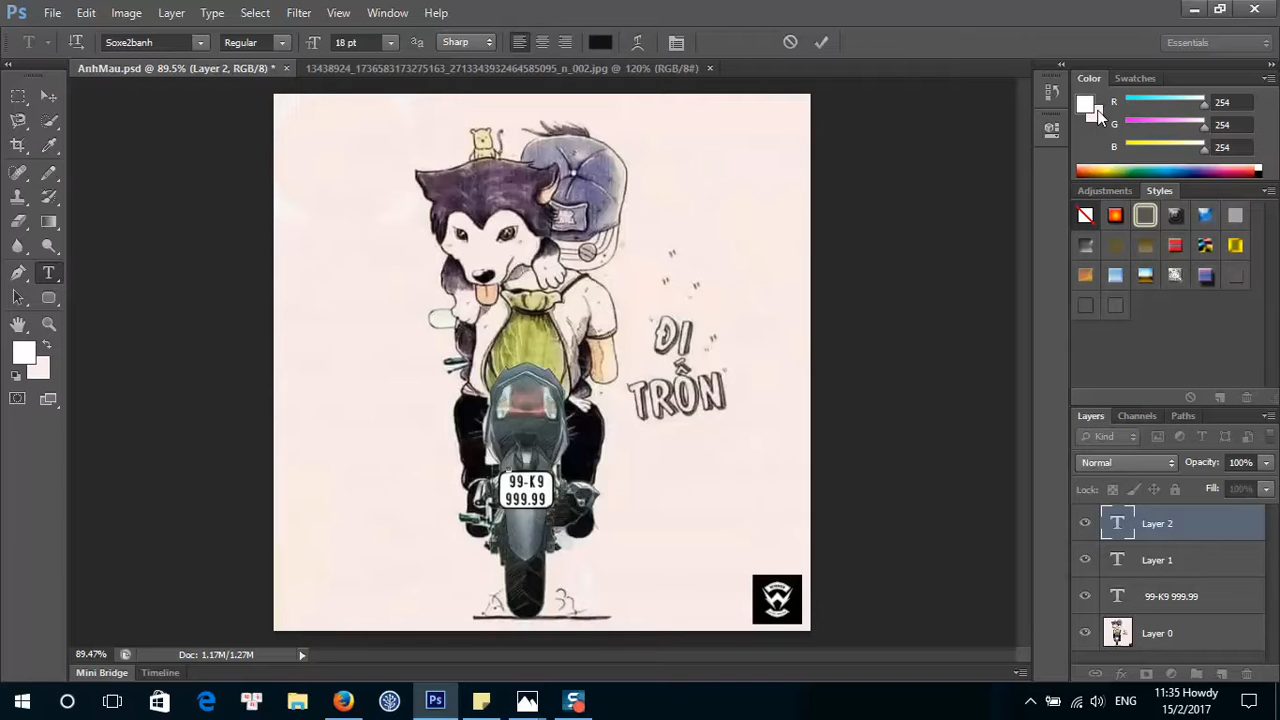 Ps File Edit Image Layer Type Select Filter View Window Help
T Soxe2banh Regular 18 pt Sharp Essentials
AnhMau.psd @ 89.5% (Layer 2, RGB/8) * × 13438924_1736583173275163_2713343932464585095_n_002.jpg @ 120% (RGB/8#) ×
Color Swatches
R 254
G 254
B 254
Adjustments Styles
ĐI
TRỐN
99-K9
999.99
Layers Channels Paths
Kind
Normal Opacity: 100%
Lock: Fill: 100%
T Layer 2
T Layer 1
T 99-K9 999.99
Layer 0
89.47% Doc: 1.17M/1.27M
Mini Bridge Timeline
Ps ENG 11:35 Howdy
15/2/2017